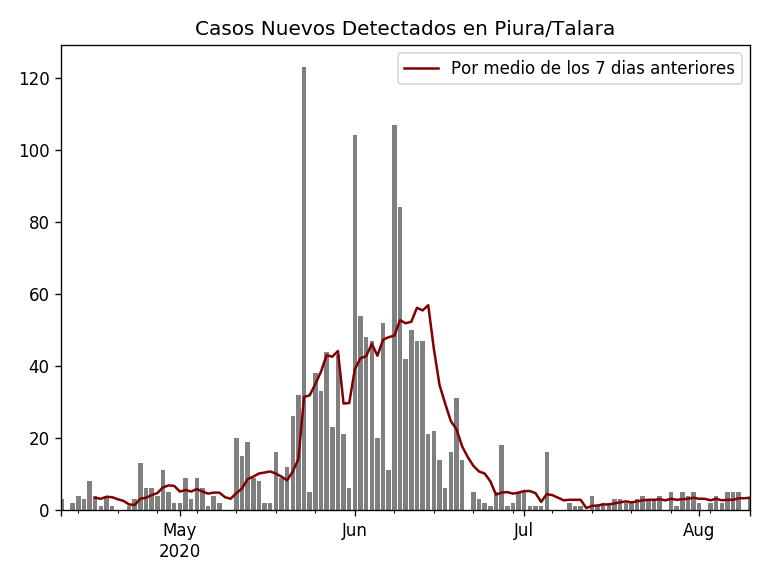 Casos Nuevos Detectados en Piura/Talara
Por medio de los 7 dias anteriores
120
100
80
60
40
20
0
May
2020
Jun
Jul
Aug